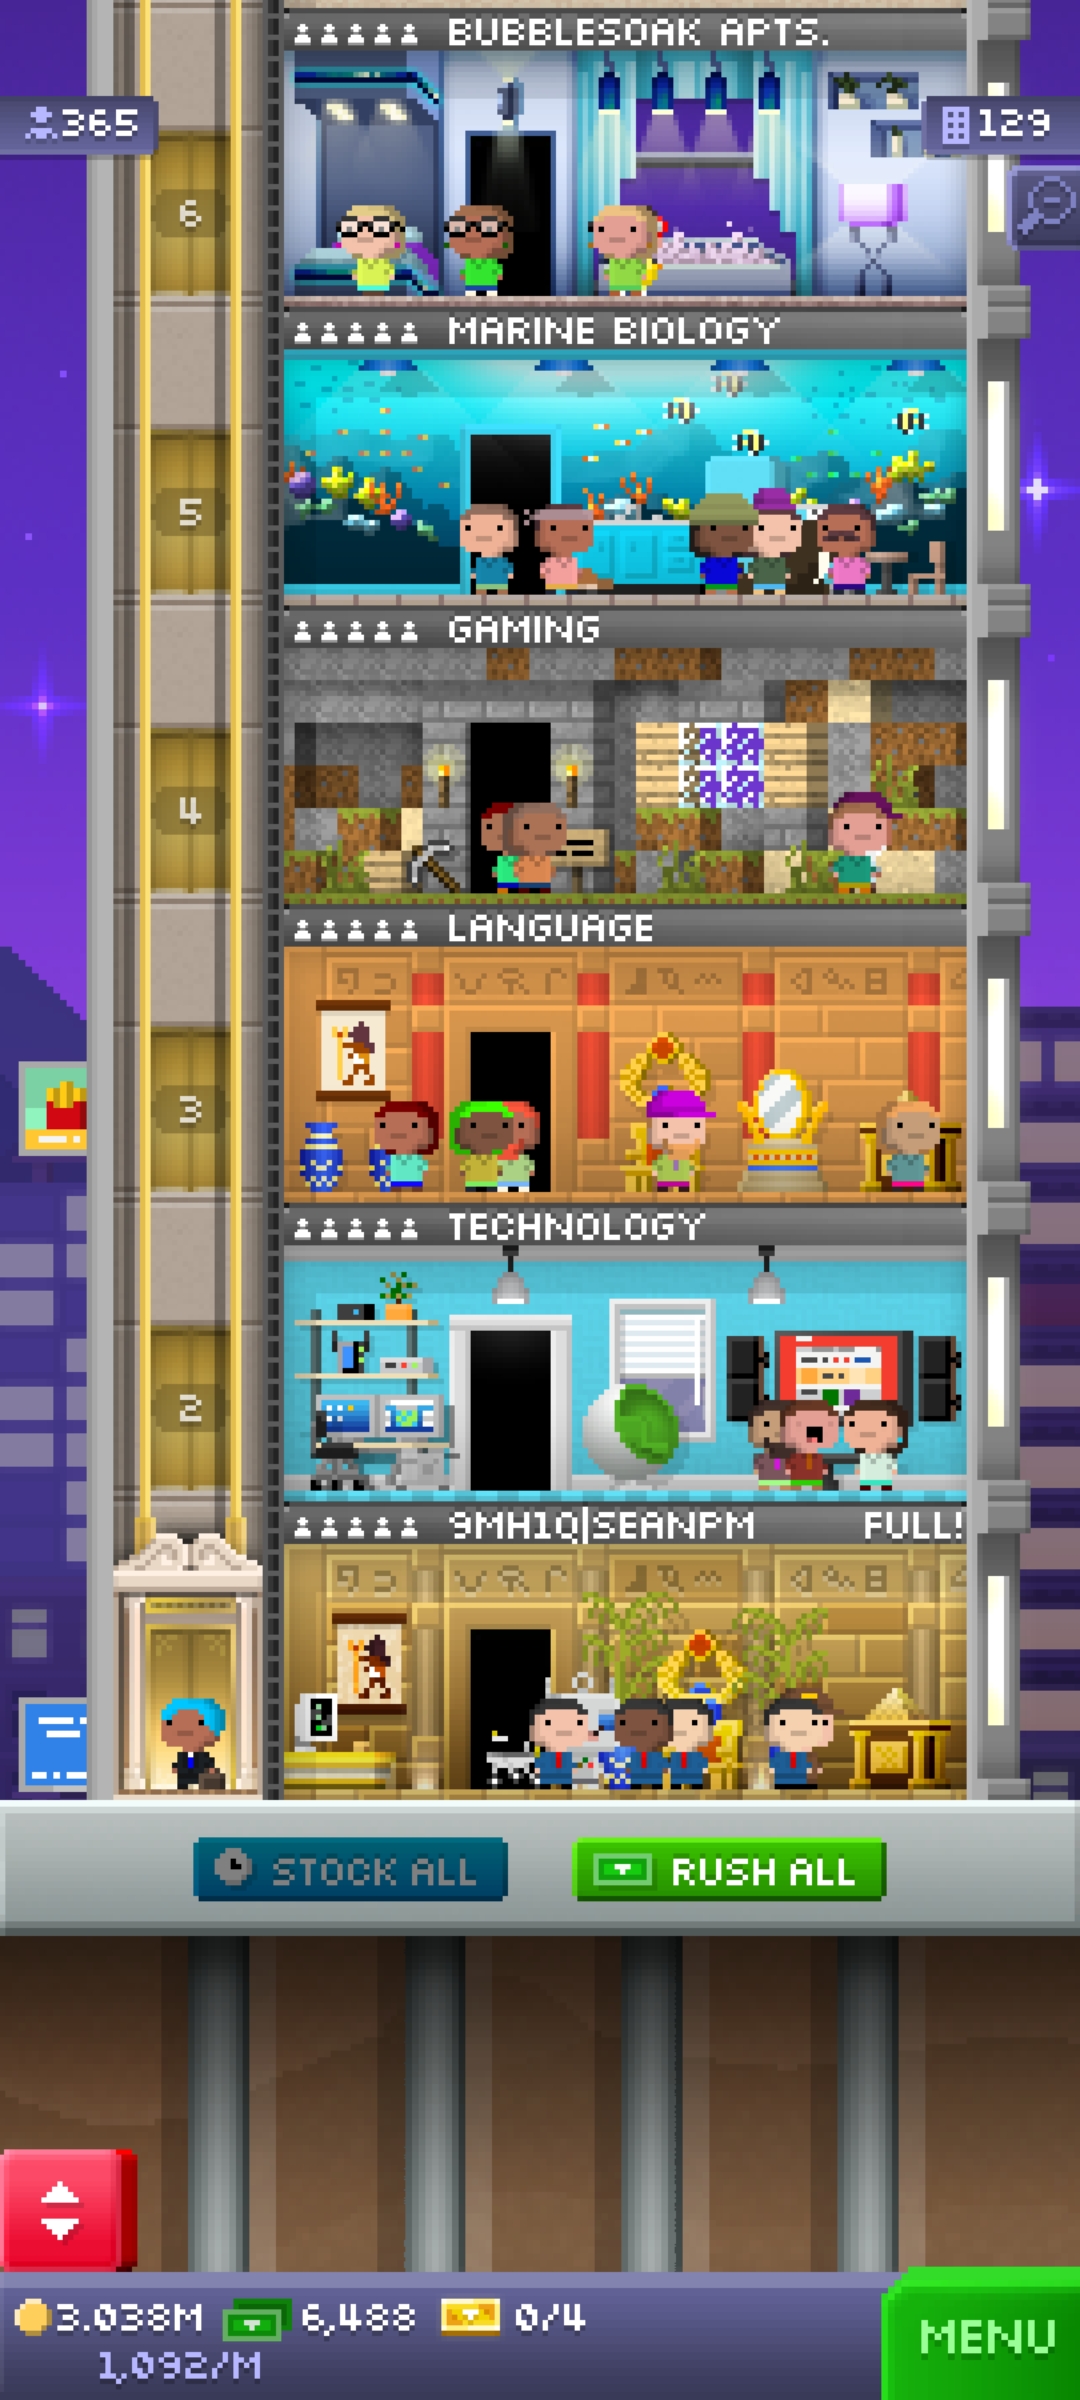 BUBBLESOAK APTS.
365
129
6
MARINE BIOLOGY
5
GAMING
4
LANGUAGE
3
TECHNOLOGY
2
9MH1Q|SEANPM FULL!
STOCK ALL
RUSH ALL
3.038M 6,488 0/4
1,092/M
MENU